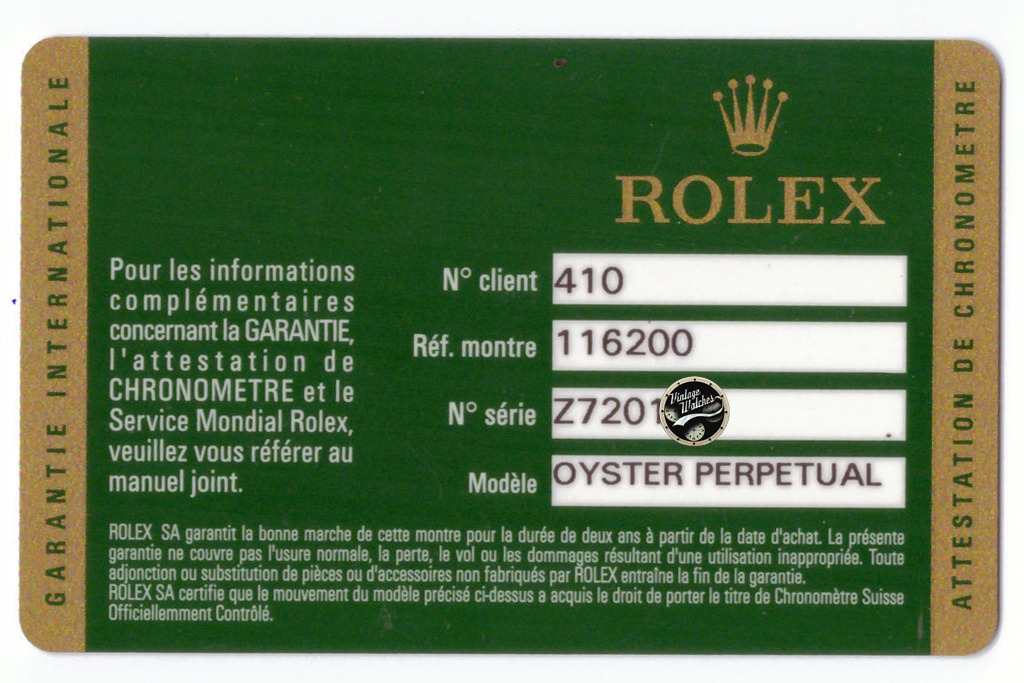 GARANTIE INTERNATIONALE
ROLEX
Pour les informations
complémentaires
concernant la GARANTIE,
l'attestation de
CHRONOMETRE et le
Service Mondial Rolex,
veuillez vous référer au
manuel joint.
N° client 410
Réf. montre 116200
N° série Z7201
Vintage
Watches
Modèle OYSTER PERPETUAL
ROLEX SA garantit la bonne marche de cette montre pour la durée de deux ans à partir de la date d'achat. La présente
garantie ne couvre pas l'usure normale, la perte, le vol ou les dommages résultant d'une utilisation inappropriée. Toute
adjonction ou substitution de pièces ou d'accessoires non fabriqués par ROLEX entraîne la fin de la garantie.
ROLEX SA certifie que le mouvement du modèle précisé ci-dessus a acquis le droit de porter le titre de Chronomètre Suisse
Officiellemment Contrôlé.
ATTESTATION DE CHRONOMETRE